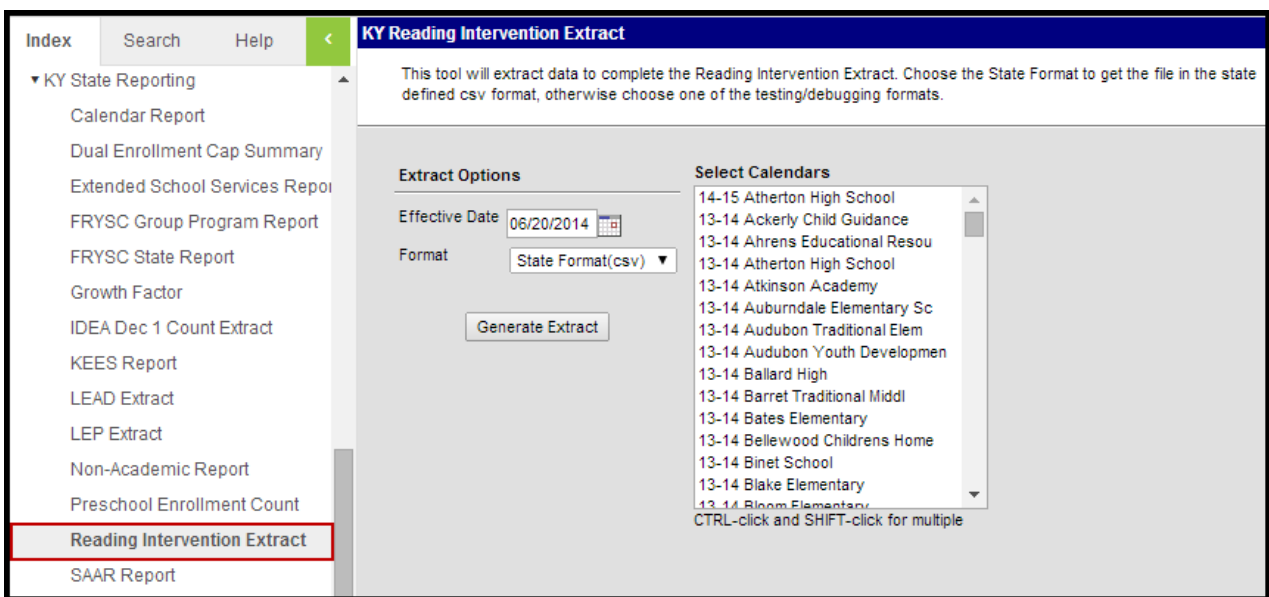 Index Search Help <
▾ KY State Reporting
Calendar Report
Dual Enrollment Cap Summary
Extended School Services Repor
FRYSC Group Program Report
FRYSC State Report
Growth Factor
IDEA Dec 1 Count Extract
KEES Report
LEAD Extract
LEP Extract
Non-Academic Report
Preschool Enrollment Count
Reading Intervention Extract
SAAR Report
KY Reading Intervention Extract
This tool will extract data to complete the Reading Intervention Extract. Choose the State Format to get the file in the state
defined csv format, otherwise choose one of the testing/debugging formats.
Extract Options
Effective Date 06/20/2014
Format State Format(csv) ▼
Generate Extract
Select Calendars
14-15 Atherton High School
13-14 Ackerly Child Guidance
13-14 Ahrens Educational Resou
13-14 Atherton High School
13-14 Atkinson Academy
13-14 Auburndale Elementary Sc
13-14 Audubon Traditional Elem
13-14 Audubon Youth Developmen
13-14 Ballard High
13-14 Barret Traditional Middl
13-14 Bates Elementary
13-14 Bellewood Childrens Home
13-14 Binet School
13-14 Blake Elementary
13-14 Bloom Elementary
CTRL-click and SHIFT-click for multiple